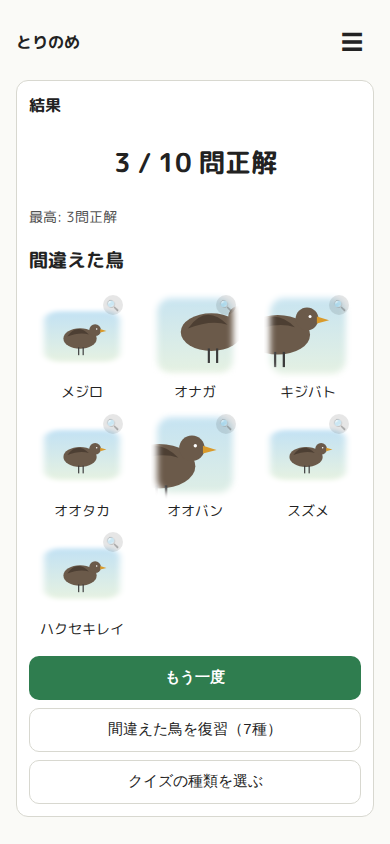 とりのめ
結果
3 / 10 問正解
最高: 3問正解
間違えた鳥
メジロ
オナガ
キジバト
オオタカ
オオバン
スズメ
ハクセキレイ
もう一度
間違えた鳥を復習（7種）
クイズの種類を選ぶ